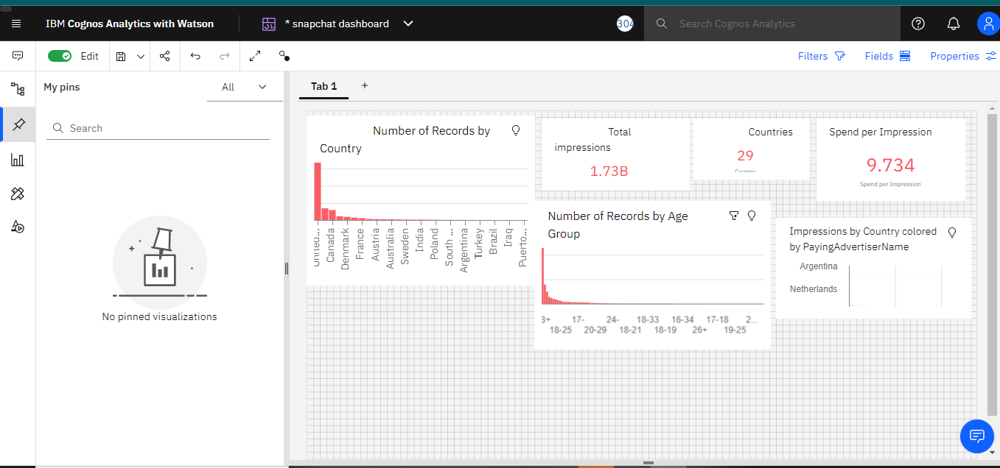 IBM Cognos Analytics with Watson
* snapchat dashboard
304
Search Cognos Analytics
Edit
Filters
Fields
Properties
My pins
All
Search
No pinned visualizations
Tab 1
+
Number of Records by
Country
United...
Canada
Denmark
France
Austria
Australia
Sweden
India
Poland
South ...
Argentina
Turkey
Brazil
Iraq
Puerto...
Total
impressions
1.73B
Countries
29
Country
Spend per Impression
9.734
Spend per Impression
Number of Records by Age
Group
8+ 17- 24- 18-33 16-34 17-18 2...
18-25 20-29 18-21 18-19 26+ 19-25
Impressions by Country colored
by PayingAdvertiserName
Argentina
Netherlands